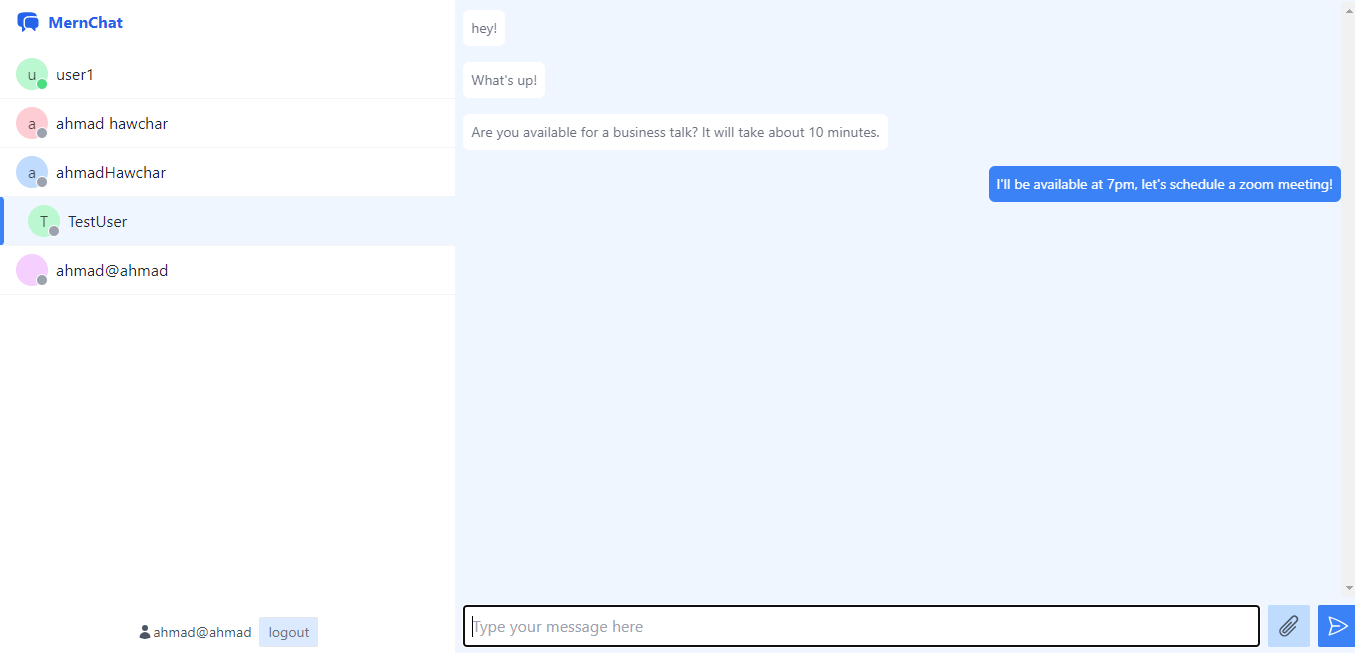 MernChat
u user1
a ahmad hawchar
a ahmadHawchar
T TestUser
ahmad@ahmad
ahmad@ahmad logout
hey!
What's up!
Are you available for a business talk? It will take about 10 minutes.
I'll be available at 7pm, let's schedule a zoom meeting!
Type your message here